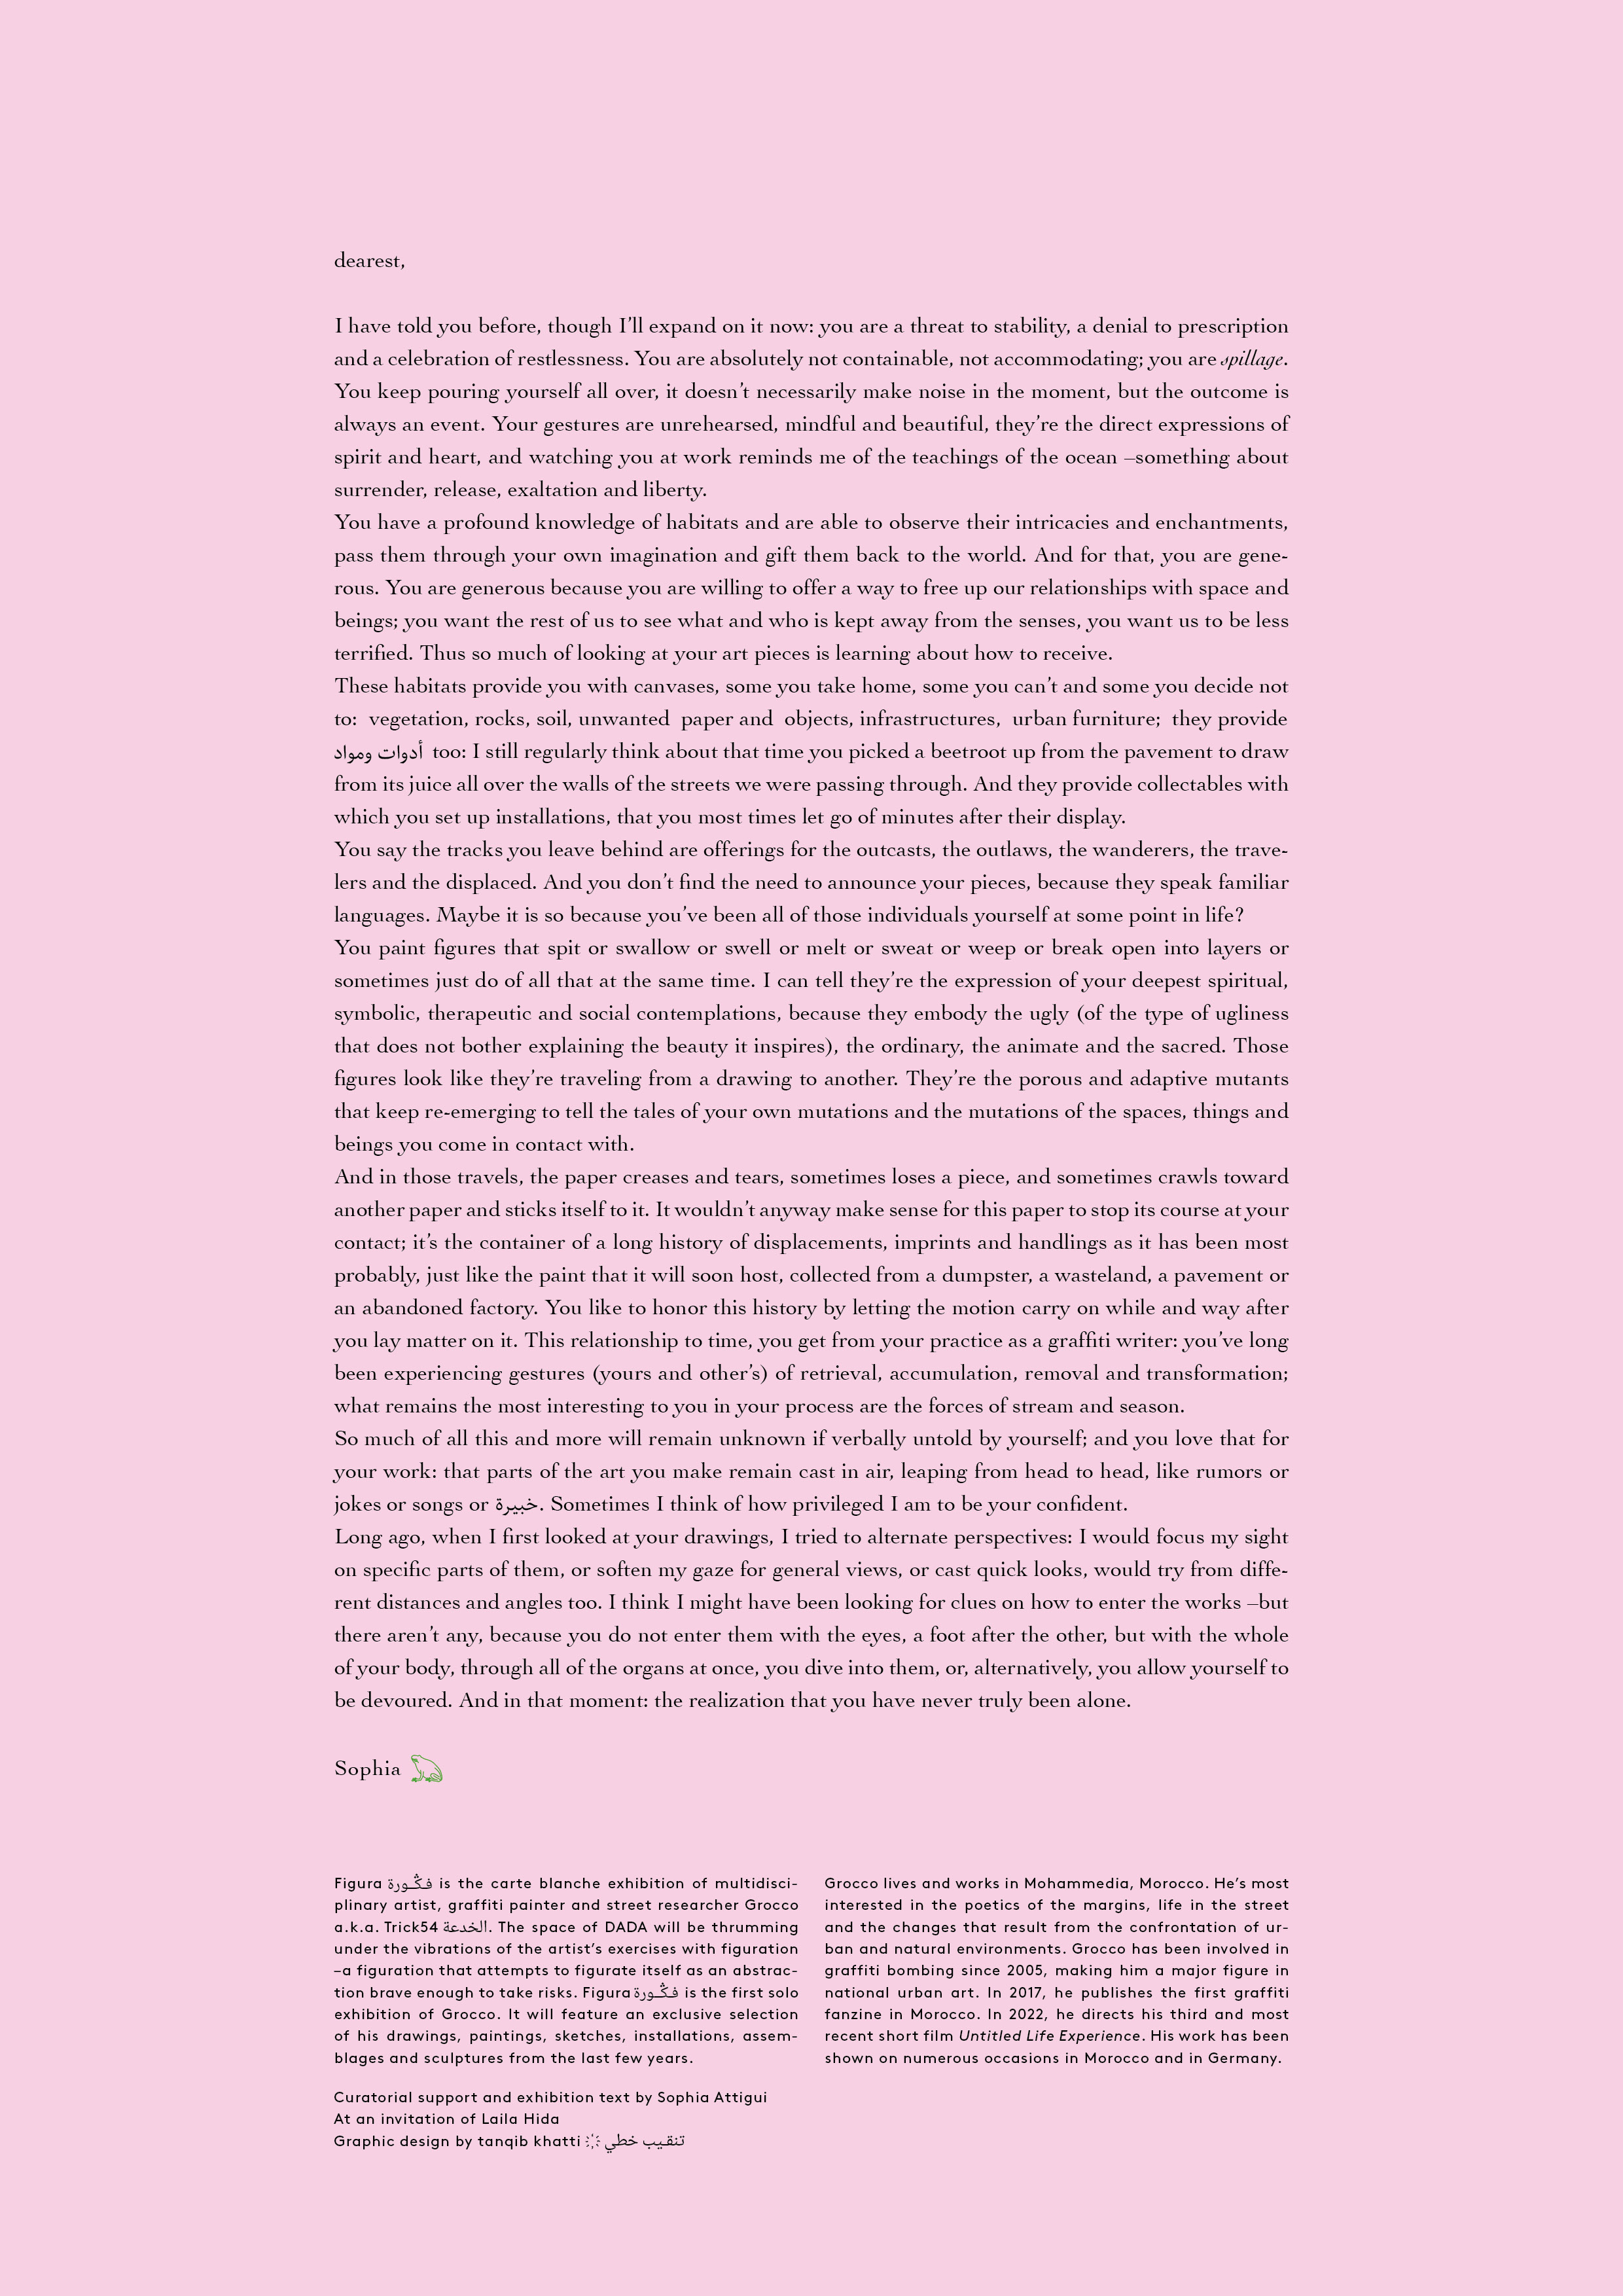 dearest,
I have told you before, though I’ll expand on it now: you are a threat to stability, a denial to prescription
and a celebration of restlessness. You are absolutely not containable, not accommodating; you are spillage.
You keep pouring yourself all over, it doesn’t necessarily make noise in the moment, but the outcome is
always an event. Your gestures are unrehearsed, mindful and beautiful, they’re the direct expressions of
spirit and heart, and watching you at work reminds me of the teachings of the ocean –something about
surrender, release, exaltation and liberty.
You have a profound knowledge of habitats and are able to observe their intricacies and enchantments,
pass them through your own imagination and gift them back to the world. And for that, you are gene-
rous. You are generous because you are willing to offer a way to free up our relationships with space and
beings; you want the rest of us to see what and who is kept away from the senses, you want us to be less
terrified. Thus so much of looking at your art pieces is learning about how to receive.
These habitats provide you with canvases, some you take home, some you can’t and some you decide not
to: vegetation, rocks, soil, unwanted paper and objects, infrastructures, urban furniture; they provide
أدوات ومواد too: I still regularly think about that time you picked a beetroot up from the pavement to draw
from its juice all over the walls of the streets we were passing through. And they provide collectables with
which you set up installations, that you most times let go of minutes after their display.
You say the tracks you leave behind are offerings for the outcasts, the outlaws, the wanderers, the trave-
lers and the displaced. And you don’t find the need to announce your pieces, because they speak familiar
languages. Maybe it is so because you’ve been all of those individuals yourself at some point in life?
You paint figures that spit or swallow or swell or melt or sweat or weep or break open into layers or
sometimes just do of all that at the same time. I can tell they’re the expression of your deepest spiritual,
symbolic, therapeutic and social contemplations, because they embody the ugly (of the type of ugliness
that does not bother explaining the beauty it inspires), the ordinary, the animate and the sacred. Those
figures look like they’re traveling from a drawing to another. They’re the porous and adaptive mutants
that keep re-emerging to tell the tales of your own mutations and the mutations of the spaces, things and
beings you come in contact with.
And in those travels, the paper creases and tears, sometimes loses a piece, and sometimes crawls toward
another paper and sticks itself to it. It wouldn’t anyway make sense for this paper to stop its course at your
contact; it’s the container of a long history of displacements, imprints and handlings as it has been most
probably, just like the paint that it will soon host, collected from a dumpster, a wasteland, a pavement or
an abandoned factory. You like to honor this history by letting the motion carry on while and way after
you lay matter on it. This relationship to time, you get from your practice as a graffiti writer: you’ve long
been experiencing gestures (yours and other’s) of retrieval, accumulation, removal and transformation;
what remains the most interesting to you in your process are the forces of stream and season.
So much of all this and more will remain unknown if verbally untold by yourself; and you love that for
your work: that parts of the art you make remain cast in air, leaping from head to head, like rumors or
jokes or songs or خبيرة. Sometimes I think of how privileged I am to be your confident.
Long ago, when I first looked at your drawings, I tried to alternate perspectives: I would focus my sight
on specific parts of them, or soften my gaze for general views, or cast quick looks, would try from diffe-
rent distances and angles too. I think I might have been looking for clues on how to enter the works –but
there aren’t any, because you do not enter them with the eyes, a foot after the other, but with the whole
of your body, through all of the organs at once, you dive into them, or, alternatively, you allow yourself to
be devoured. And in that moment: the realization that you have never truly been alone.
Sophia
Figura فݣـورة is the carte blanche exhibition of multidisci-
plinary artist, graffiti painter and street researcher Grocco
a.k.a. Trick54 الخدعة. The space of DADA will be thrumming
under the vibrations of the artist’s exercises with figuration
–a figuration that attempts to figurate itself as an abstrac-
tion brave enough to take risks. Figura فݣـورة is the first solo
exhibition of Grocco. It will feature an exclusive selection
of his drawings, paintings, sketches, installations, assem-
blages and sculptures from the last few years.
Grocco lives and works in Mohammedia, Morocco. He’s most
interested in the poetics of the margins, life in the street
and the changes that result from the confrontation of ur-
ban and natural environments. Grocco has been involved in
graffiti bombing since 2005, making him a major figure in
national urban art. In 2017, he publishes the first graffiti
fanzine in Morocco. In 2022, he directs his third and most
recent short film Untitled Life Experience. His work has been
shown on numerous occasions in Morocco and in Germany.
Curatorial support and exhibition text by Sophia Attigui
At an invitation of Laila Hida
Graphic design by tanqib khatti تنقيب خطي